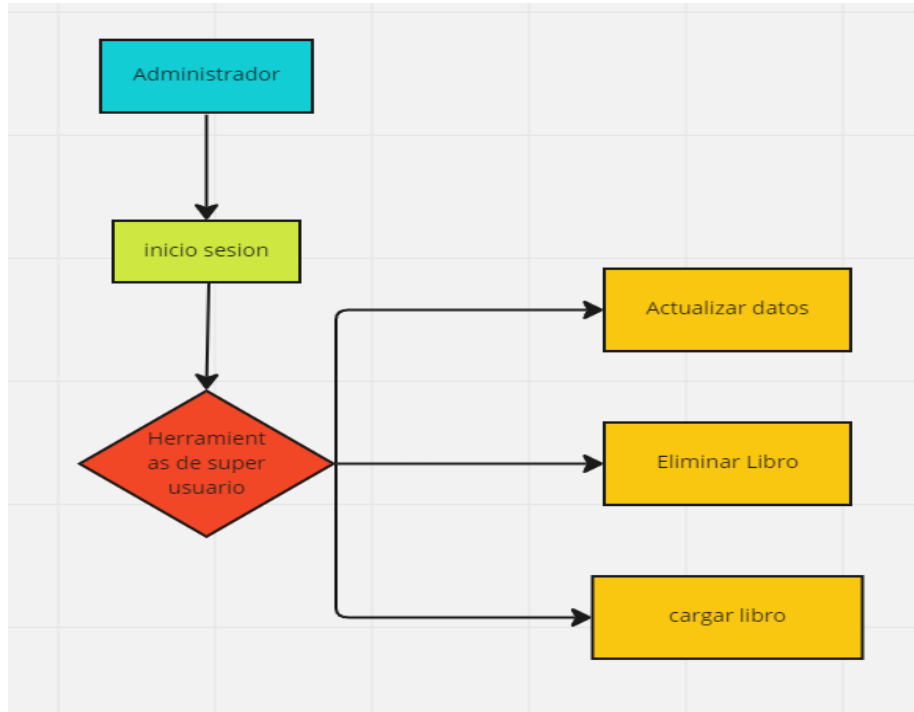 Administrador
inicio sesion
Herramient
as de super
usuario
Actualizar datos
Eliminar Libro
cargar libro